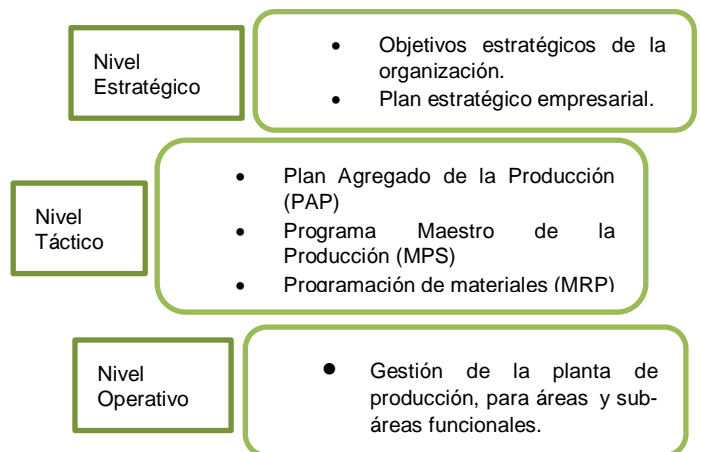 Nivel
Estratégico
• Objetivos estratégicos de la
organización.
• Plan estratégico empresarial.
Nivel
Táctico
• Plan Agregado de la Producción
(PAP)
• Programa Maestro de la
Producción (MPS)
• Programación de materiales (MRP)
Nivel
Operativo
• Gestión de la planta de
producción, para áreas y sub-
áreas funcionales.